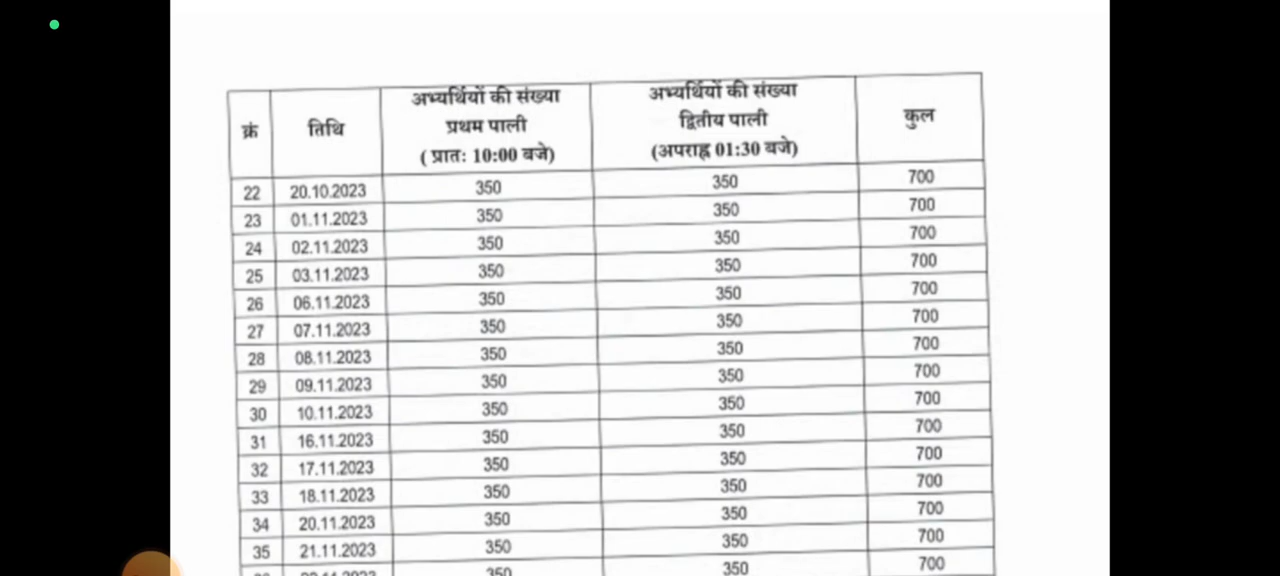 क्रं तिथि अभ्यर्थियों की संख्या प्रथम पाली ( प्रात: 10:00 बजे) अभ्यर्थियों की संख्या द्वितीय पाली (अपराह्न 01:30 बजे) कुल
22 20.10.2023 350 350 700
23 01.11.2023 350 350 700
24 02.11.2023 350 350 700
25 03.11.2023 350 350 700
26 06.11.2023 350 350 700
27 07.11.2023 350 350 700
28 08.11.2023 350 350 700
29 09.11.2023 350 350 700
30 10.11.2023 350 350 700
31 16.11.2023 350 350 700
32 17.11.2023 350 350 700
33 18.11.2023 350 350 700
34 20.11.2023 350 350 700
35 21.11.2023 350 350 700
350 350 700